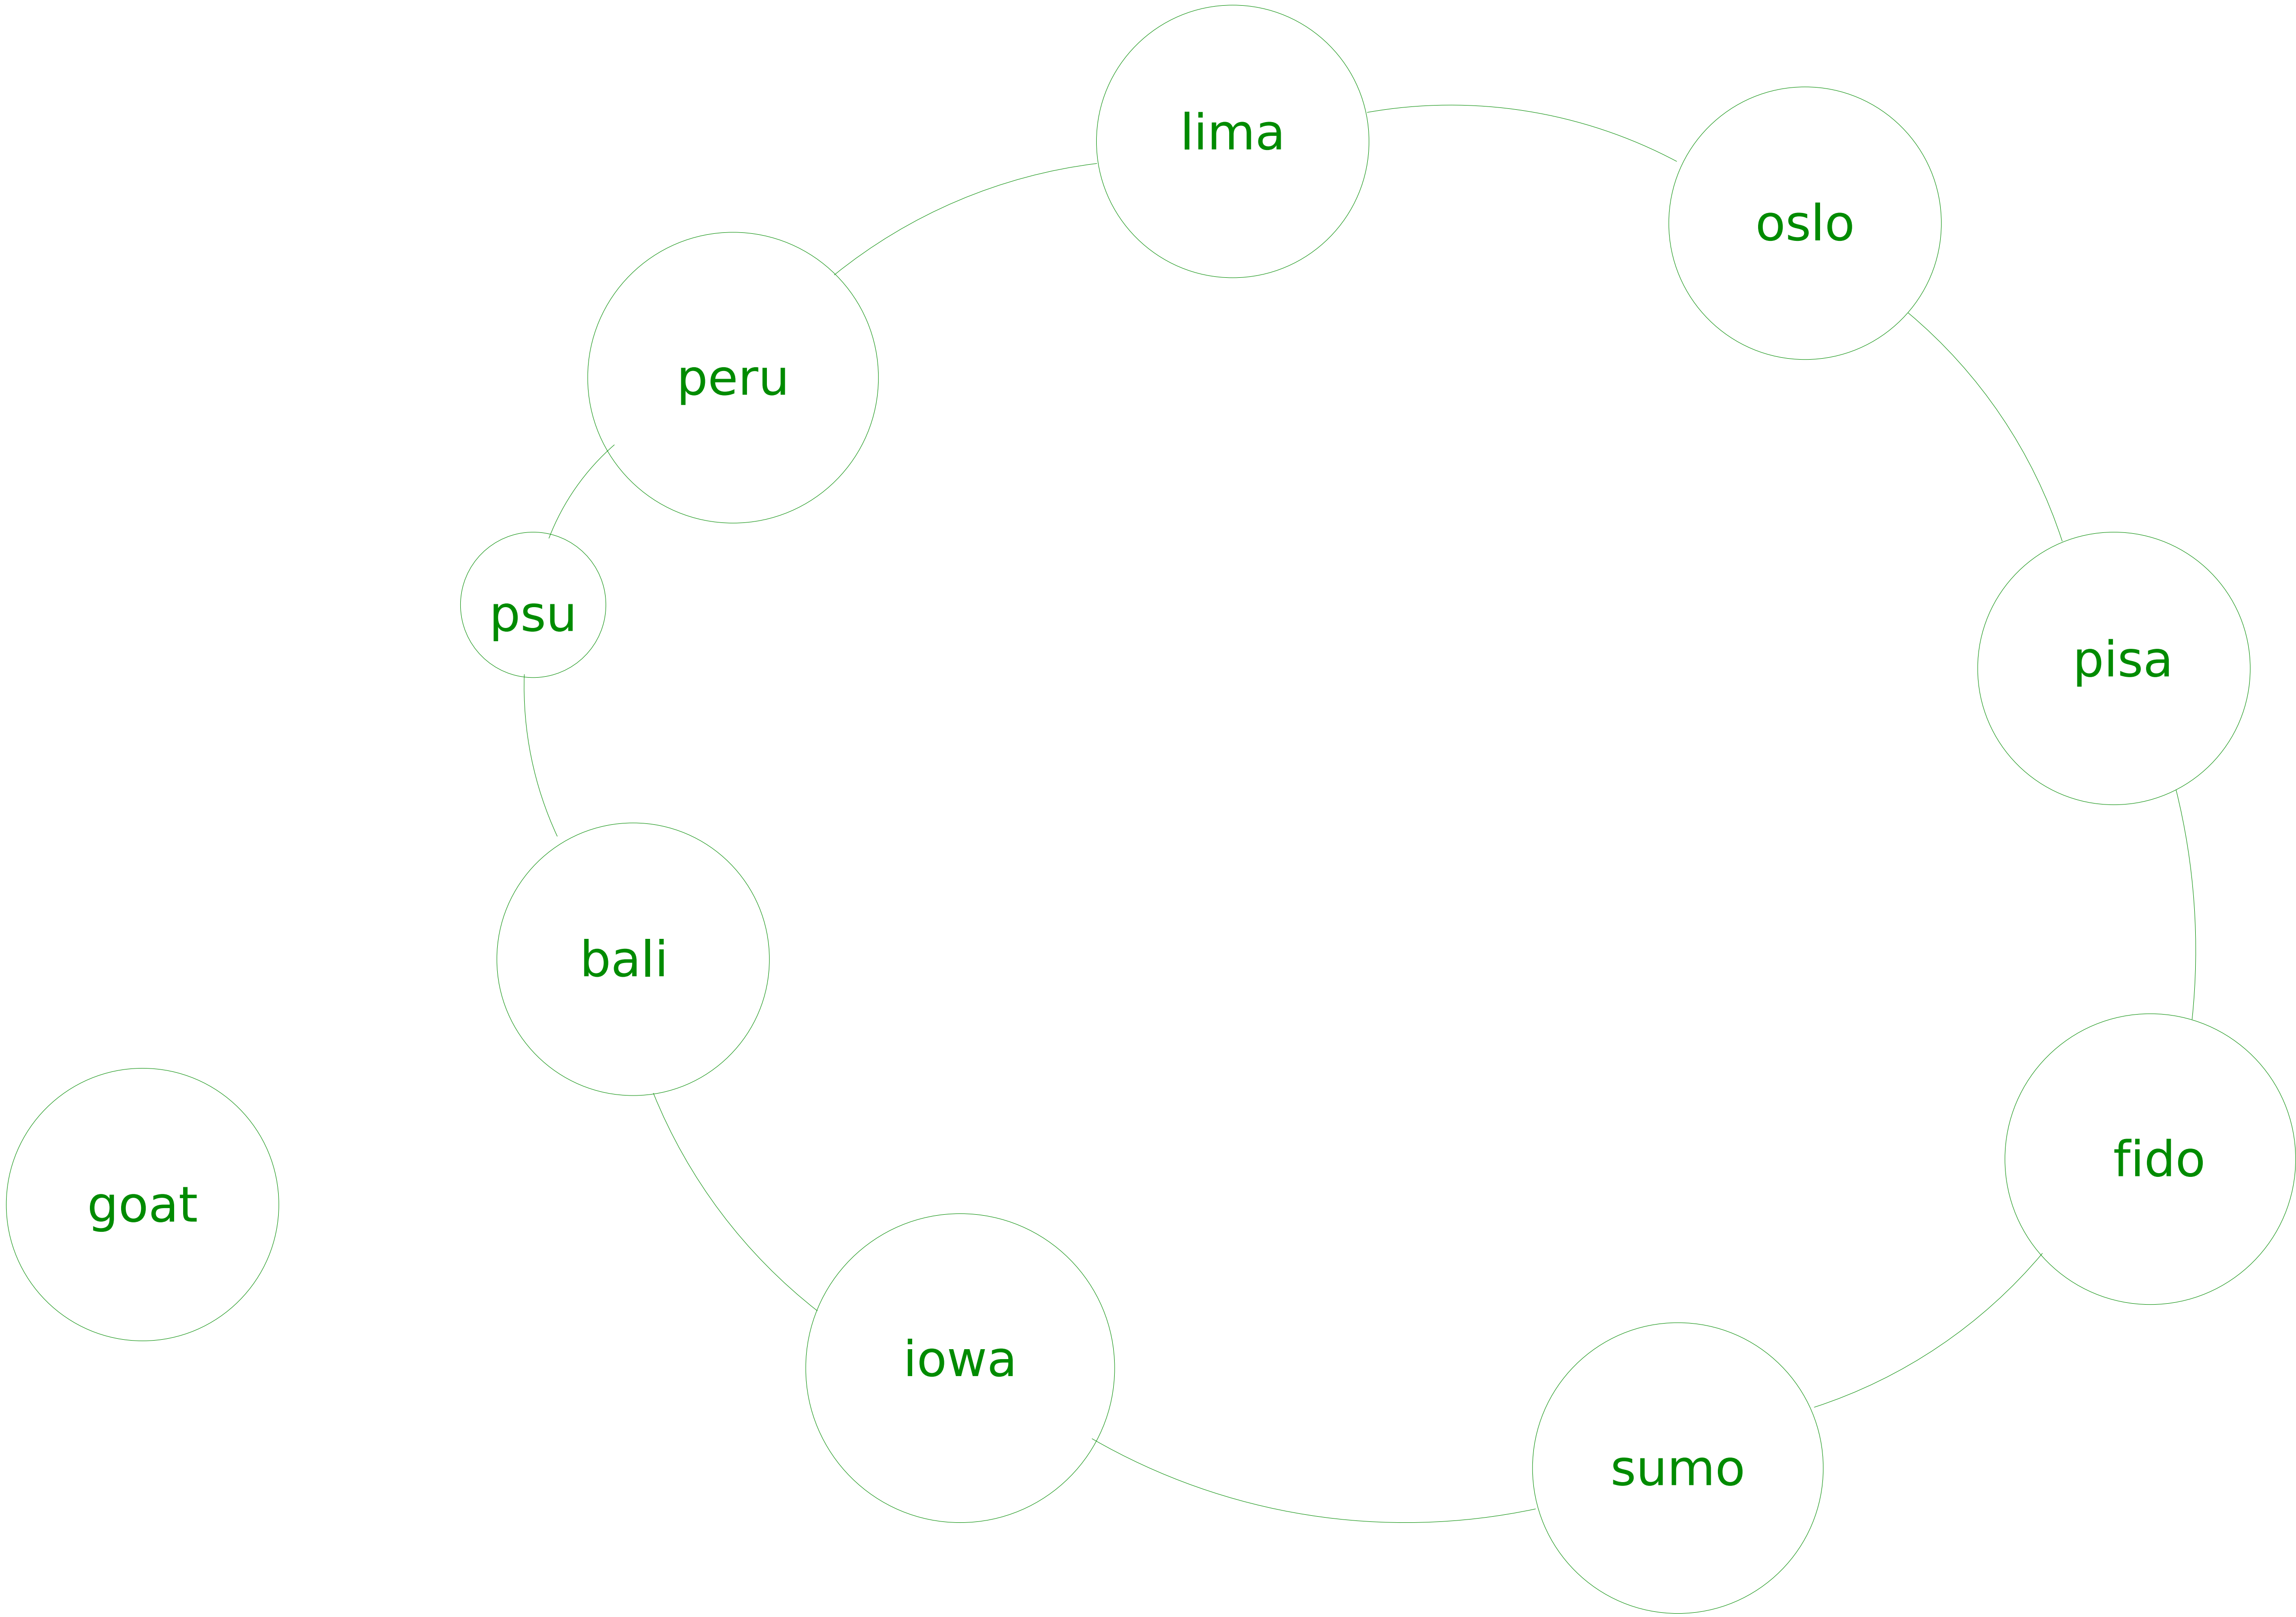 lima
oslo
peru
psu
pisa
bali
fido
goat
iowa
sumo